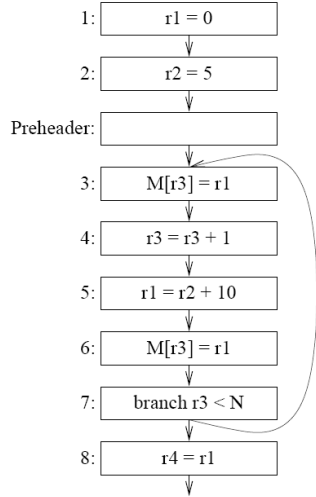 1: r1 = 0
2: r2 = 5
Preheader:
3: M[r3] = r1
4: r3 = r3 + 1
5: r1 = r2 + 10
6: M[r3] = r1
7: branch r3 < N
8: r4 = r1